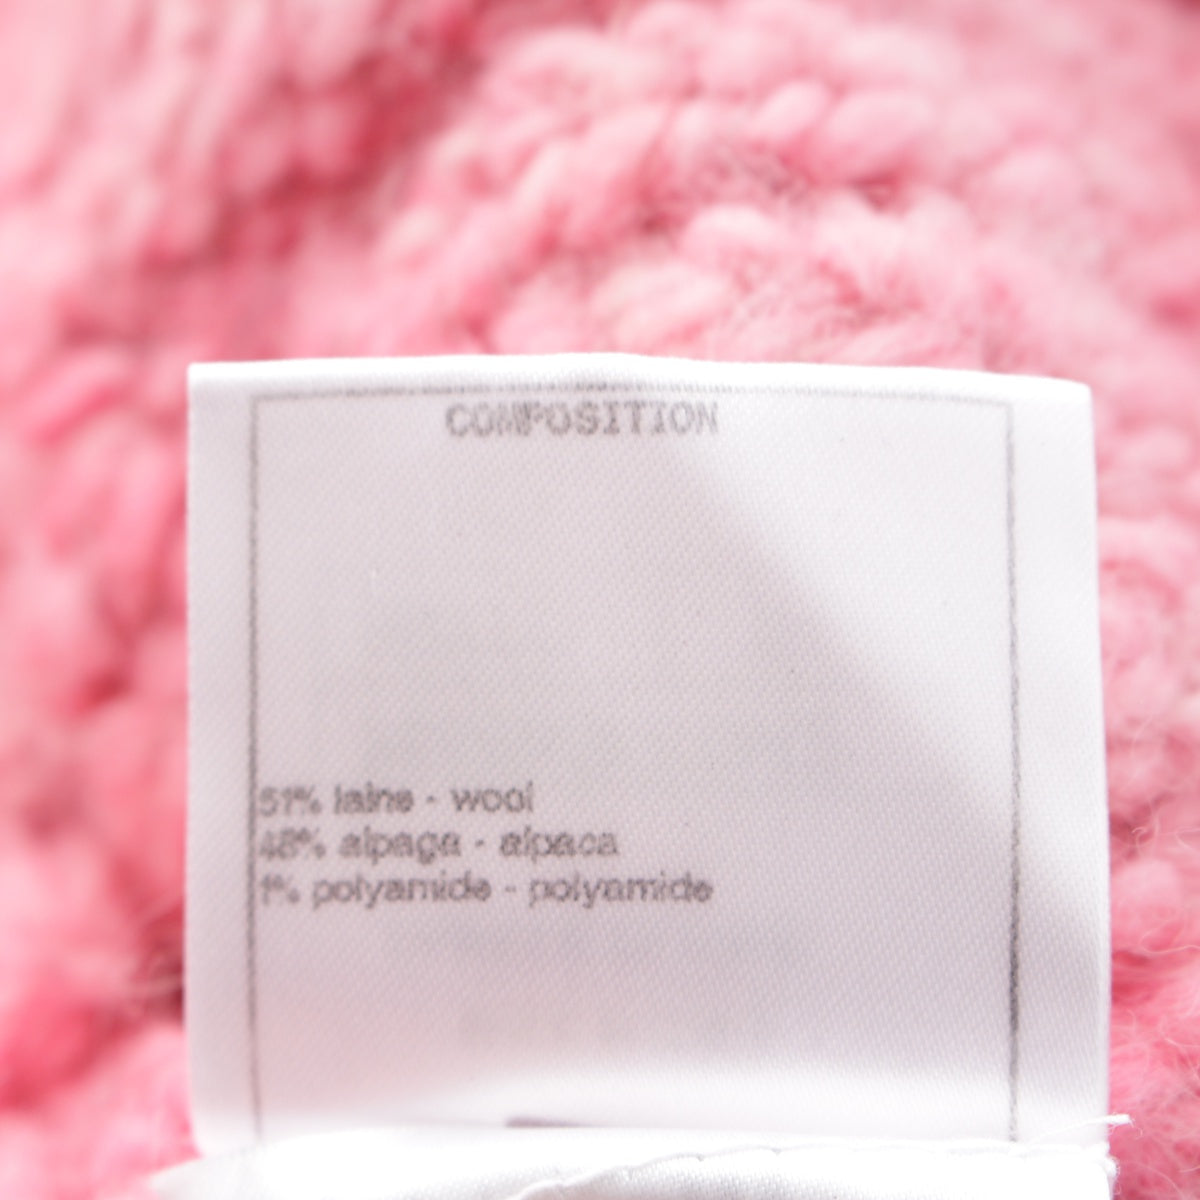 COMPOSITION
51% laine - wool
48% alpaga - alpaca
1% polyamide - polyamide